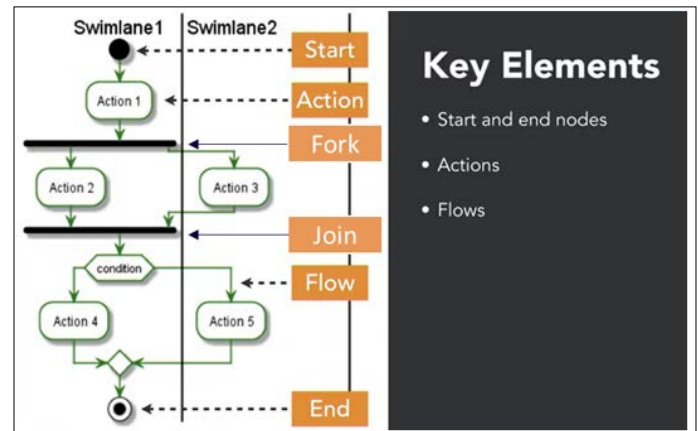 Swimlane1 Swimlane2
Start
Action 1
Action
Fork
Action 2
Action 3
Join
condition
Flow
Action 4
Action 5
End
Key Elements
• Start and end nodes
• Actions
• Flows